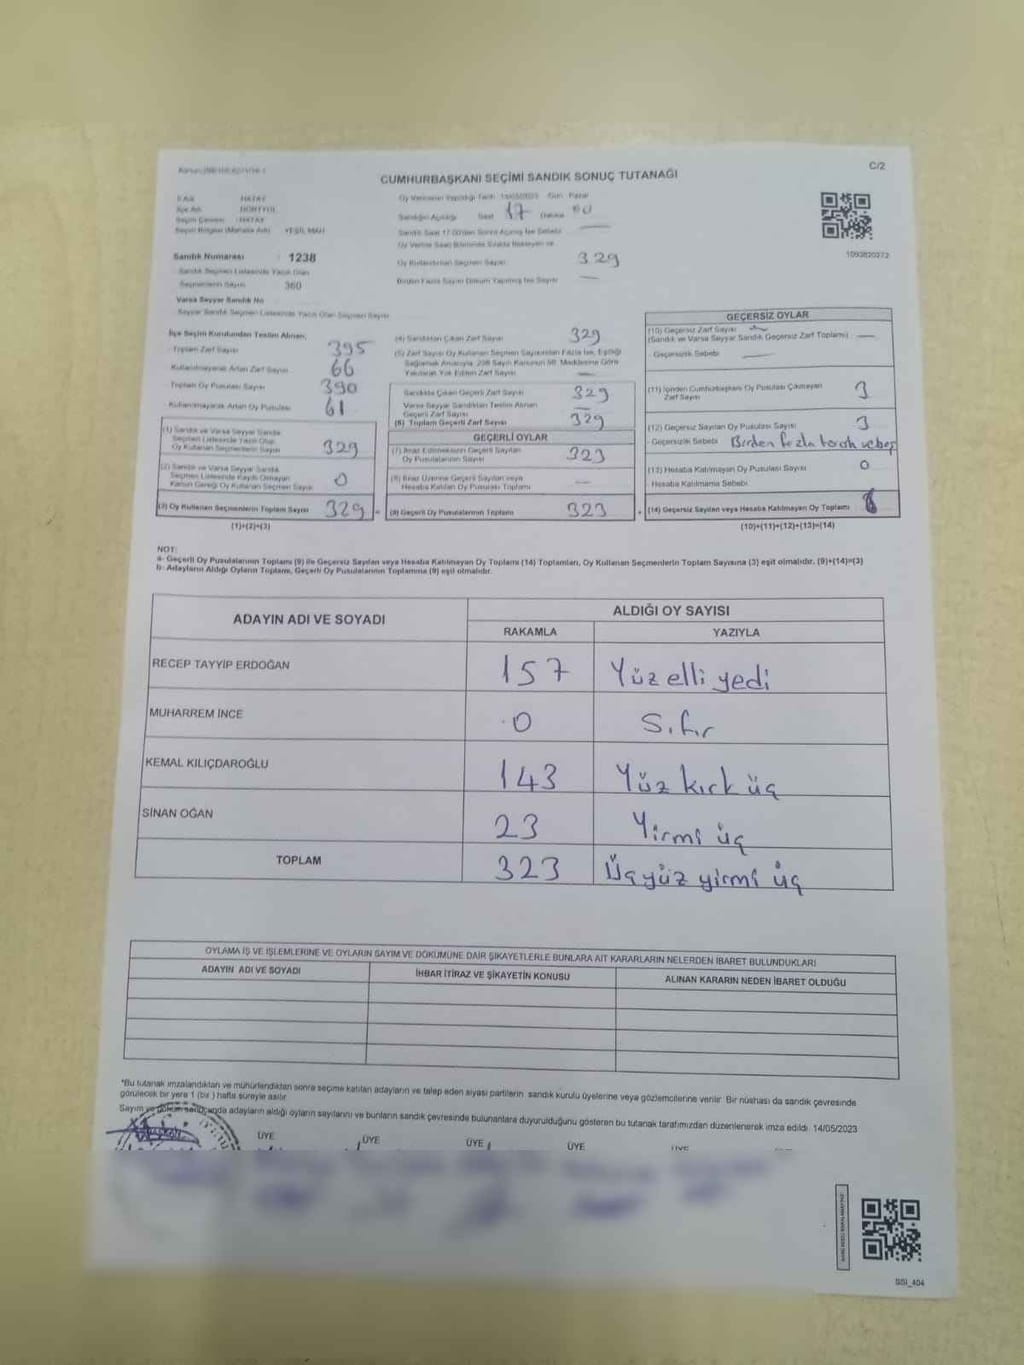 C/2
CUMHURBAŞKANI SEÇİMİ SANDIK SONUÇ TUTANAĞI
İli Adı HATAY
İlçe Adı
Seçim Çevresi HATAY
Seçim Bölgesi (Mahalle Adı) YEŞİL MAH
Sandık Numarası 1238
Sandık Seçmen Listesinde Yazılı Olan
Seçmenlerin Sayısı 360
Varsa Seyyar Sandık No
Seyyar Sandık Seçmen Listesinde Yazılı Olan Seçmen Sayısı
Oy Vermenin Yapıldığı Tarih 14/05/2023 Gün Pazar
Sandığın Açıldığı Saat 17 Dakika
Sandık Saat 17.00'den Sonra Açılmış İse Sebebi
Oy Verme Saati Bitiminde Sırada Bekleyen ve
Oy Kullandırılan Seçmen Sayısı 329
Birden Fazla Sayım Döküm Yapılmış İse Sayısı —
1093820272
İlçe Seçim Kurulundan Teslim Alınan,
Toplam Zarf Sayısı 395
Kullanılmayarak Artan Zarf Sayısı 66
Toplam Oy Pusulası Sayısı 390
Kullanılmayarak Artan Oy Pusulası 61
(1) Sandık ve Varsa Seyyar Sandık
Seçmen Listesinde Yazılı Olup
Oy Kullanan Seçmenlerin Sayısı 329
(2) Sandık ve Varsa Seyyar Sandık
Seçmen Listesinde Kaydı Olmayan
Kanun Gereği Oy Kullanan Seçmen Sayısı 0
(3) Oy Kullanan Seçmenlerin Toplam Sayısı 329 =
(1)+(2)=(3)
(4) Sandıktan Çıkan Zarf Sayısı 329
(5) Zarf Sayısı Oy Kullanan Seçmen Sayısından Fazla İse, Eşitliği
Sağlamak Amacıyla, 298 Sayılı Kanunun 98. Maddesine Göre
Yakılarak Yok Edilen Zarf Sayısı —
Sandıkta Çıkan Geçerli Zarf Sayısı 329
Varsa Seyyar Sandıktan Teslim Alınan
Geçerli Zarf Sayısı —
(6) Toplam Geçerli Zarf Sayısı 329
GEÇERLİ OYLAR
(7) İtiraz Edilmeksizin Geçerli Sayılan
Oy Pusulalarının Sayısı 323
(8) İtiraz Üzerine Geçerli Sayılan veya
Hesaba Katılan Oy Pusulası Toplamı —
(9) Geçerli Oy Pusulalarının Toplamı 323 +
GEÇERSİZ OYLAR
(10) Geçersiz Zarf Sayısı
(Sandık ve Varsa Seyyar Sandık Geçersiz Zarf Toplamı) —
Geçersizlik Sebebi —
(11) İçinden Cumhurbaşkanı Oy Pusulası Çıkmayan
Zarf Sayısı 3
(12) Geçersiz Sayılan Oy Pusulası Sayısı 3
Geçersizlik Sebebi Birden fazla tercih ve boş
(13) Hesaba Katılmayan Oy Pusulası Sayısı 0
Hesaba Katılmama Sebebi
(14) Geçersiz Sayılan veya Hesaba Katılmayan Oy Toplamı
(10)+(11)+(12)+(13)=(14)
NOT:
a- Geçerli Oy Pusulalarının Toplamı (9) ile Geçersiz Sayılan veya Hesaba Katılmayan Oy Toplamı (14) Toplamları, Oy Kullanan Seçmenlerin Toplam Sayısına (3) eşit olmalıdır. (9)+(14)=(3)
b- Adayların Aldığı Oyların Toplamı, Geçerli Oy Pusulalarının Toplamına (9) eşit olmalıdır.
ADAYIN ADI VE SOYADI
ALDIĞI OY SAYISI
RAKAMLA YAZIYLA
RECEP TAYYİP ERDOĞAN 157 Yüz elli yedi
MUHARREM İNCE 0 Sıfır
KEMAL KILIÇDAROĞLU 143 Yüz kırk üç
SİNAN OĞAN 23 Yirmi üç
TOPLAM 323 Üçyüz yirmi üç
OYLAMA İŞ VE İŞLEMLERİNE VE OYLARIN SAYIM VE DÖKÜMÜNE DAİR ŞİKAYETLERLE BUNLARA AİT KARARLARIN NELERDEN İBARET BULUNDUKLARI
ADAYIN ADI VE SOYADI İHBAR İTİRAZ VE ŞİKAYETİN KONUSU ALINAN KARARIN NEDEN İBARET OLDUĞU
*Bu tutanak imzalandıktan ve mühürlendikten sonra seçime katılan adayların ve talep eden siyasi partilerin sandık kurulu üyelerine veya gözlemcilerine verilir. Bir nüshası da sandık çevresinde
görülecek bir yere 1 (bir) hafta süreyle asılır.
Sayım ve döküm sonucunda adayların aldığı oyların sayılarını ve bunların sandık çevresinde bulunanlara duyurulduğunu gösteren bu tutanak tarafımızdan düzenlenerek imza edildi. 14/05/2023
ÜYE ÜYE ÜYE ÜYE ÜYE
SSİ_404